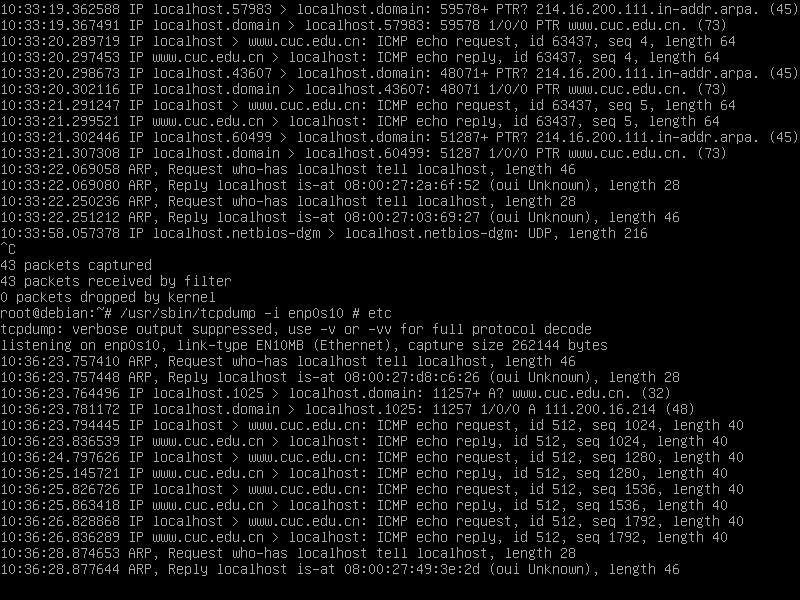 10:33:19.362588 IP localhost.57983 > localhost.domain: 59578+ PTR? 214.16.200.111.in-addr.arpa. (45)
10:33:19.367491 IP localhost.domain > localhost.57983: 59578 1/0/0 PTR www.cuc.edu.cn. (73)
10:33:20.289719 IP localhost > www.cuc.edu.cn: ICMP echo request, id 63437, seq 4, length 64
10:33:20.297453 IP www.cuc.edu.cn > localhost: ICMP echo reply, id 63437, seq 4, length 64
10:33:20.298673 IP localhost.43607 > localhost.domain: 48071+ PTR? 214.16.200.111.in-addr.arpa. (45)
10:33:20.302116 IP localhost.domain > localhost.43607: 48071 1/0/0 PTR www.cuc.edu.cn. (73)
10:33:21.291247 IP localhost > www.cuc.edu.cn: ICMP echo request, id 63437, seq 5, length 64
10:33:21.299521 IP www.cuc.edu.cn > localhost: ICMP echo reply, id 63437, seq 5, length 64
10:33:21.302446 IP localhost.60499 > localhost.domain: 51287+ PTR? 214.16.200.111.in-addr.arpa. (45)
10:33:21.307308 IP localhost.domain > localhost.60499: 51287 1/0/0 PTR www.cuc.edu.cn. (73)
10:33:22.069058 ARP, Request who-has localhost tell localhost, length 46
10:33:22.069080 ARP, Reply localhost is-at 08:00:27:2a:6f:52 (oui Unknown), length 28
10:33:22.250236 ARP, Request who-has localhost tell localhost, length 28
10:33:22.251212 ARP, Reply localhost is-at 08:00:27:03:69:27 (oui Unknown), length 46
10:33:58.057378 IP localhost.netbios-dgm > localhost.netbios-dgm: UDP, length 216
^C
43 packets captured
43 packets received by filter
0 packets dropped by kernel
root@debian:~# /usr/sbin/tcpdump -i enp0s10 # etc
tcpdump: verbose output suppressed, use -v or -vv for full protocol decode
listening on enp0s10, link-type EN10MB (Ethernet), capture size 262144 bytes
10:36:23.757410 ARP, Request who-has localhost tell localhost, length 46
10:36:23.757448 ARP, Reply localhost is-at 08:00:27:d8:c6:26 (oui Unknown), length 28
10:36:23.764496 IP localhost.1025 > localhost.domain: 11257+ A? www.cuc.edu.cn. (32)
10:36:23.781172 IP localhost.domain > localhost.1025: 11257 1/0/0 A 111.200.16.214 (48)
10:36:23.794445 IP localhost > www.cuc.edu.cn: ICMP echo request, id 512, seq 1024, length 40
10:36:23.836539 IP www.cuc.edu.cn > localhost: ICMP echo reply, id 512, seq 1024, length 40
10:36:24.797626 IP localhost > www.cuc.edu.cn: ICMP echo request, id 512, seq 1280, length 40
10:36:25.145721 IP www.cuc.edu.cn > localhost: ICMP echo reply, id 512, seq 1280, length 40
10:36:25.826726 IP localhost > www.cuc.edu.cn: ICMP echo request, id 512, seq 1536, length 40
10:36:25.863418 IP www.cuc.edu.cn > localhost: ICMP echo reply, id 512, seq 1536, length 40
10:36:26.828868 IP localhost > www.cuc.edu.cn: ICMP echo request, id 512, seq 1792, length 40
10:36:26.836289 IP www.cuc.edu.cn > localhost: ICMP echo reply, id 512, seq 1792, length 40
10:36:28.874653 ARP, Request who-has localhost tell localhost, length 28
10:36:28.877644 ARP, Reply localhost is-at 08:00:27:49:3e:2d (oui Unknown), length 46